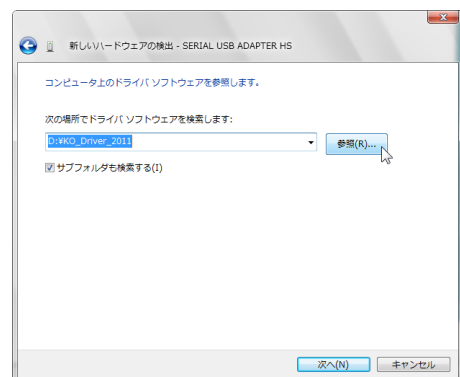 新しいハードウェアの検出 - SERIAL USB ADAPTER HS
コンピュータ上のドライバ ソフトウェアを参照します。
次の場所でドライバ ソフトウェアを検索します:
D:¥KO_Driver_2011
参照(R)...
サブフォルダも検索する(I)
次へ(N)
キャンセル